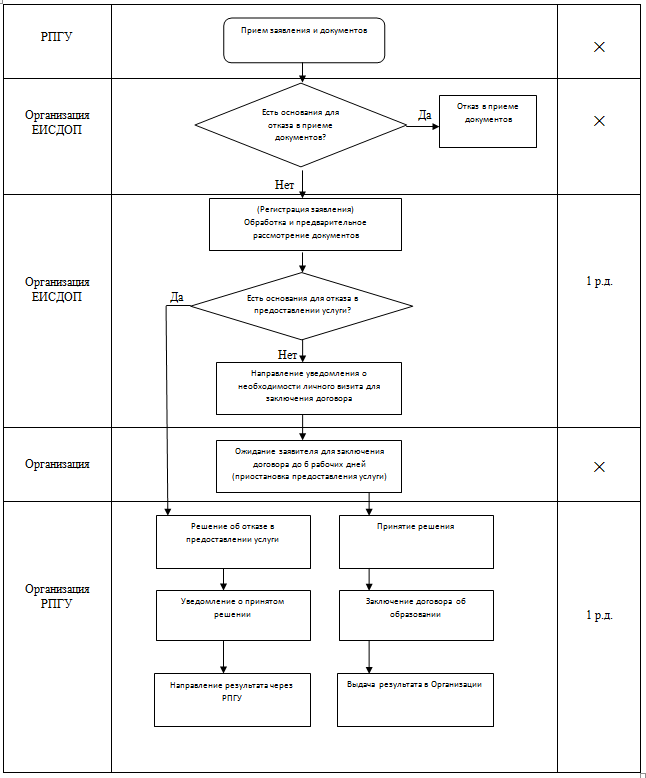 РПГУ
Прием заявления и документов
×
Организация
ЕИСДОП
Есть основания для
отказа в приеме
документов?
Да
Отказ в приеме
документов
×
Нет
Организация
ЕИСДОП
(Регистрация заявления)
Обработка и предварительное
рассмотрение документов
1 р.д.
Есть основания для отказа в
предоставлении услуги?
Да
Нет
Направление уведомления о
необходимости личного визита для
заключения договора
Организация
Ожидание заявителя для заключения
договора до 6 рабочих дней
(приостановка предоставления услуги)
×
Организация
РПГУ
Решение об отказе в
предоставлении услуги
Уведомление о принятом
решении
Направление результата через
РПГУ
Принятие решения
Заключение договора об
образовании
Выдача результата в Организации
1 р.д.